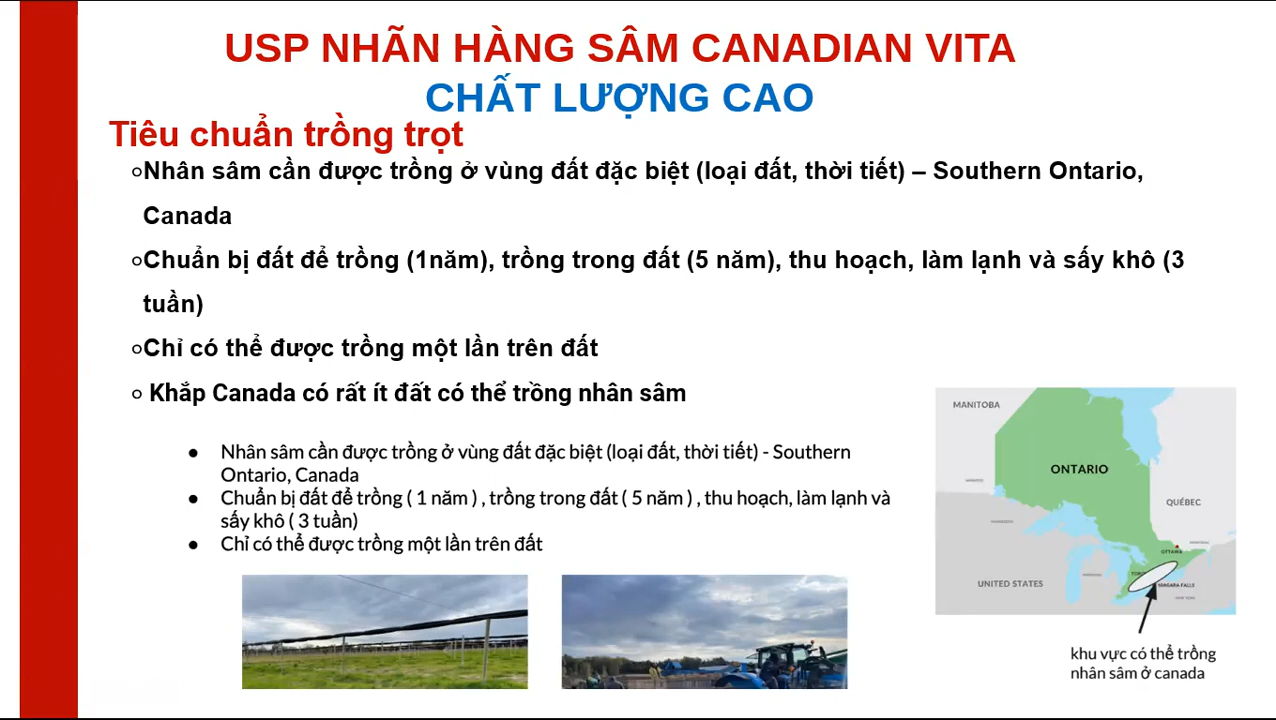 USP NHÃN HÀNG SÂM CANADIAN VITA
CHẤT LƯỢNG CAO
Tiêu chuẩn trồng trọt
Nhân sâm cần được trồng ở vùng đất đặc biệt (loại đất, thời tiết) – Southern Ontario,
Canada
Chuẩn bị đất để trồng (1năm), trồng trong đất (5 năm), thu hoạch, làm lạnh và sấy khô (3
tuần)
Chỉ có thể được trồng một lần trên đất
Khắp Canada có rất ít đất có thể trồng nhân sâm
Nhân sâm cần được trồng ở vùng đất đặc biệt (loại đất, thời tiết) - Southern
Ontario, Canada
Chuẩn bị đất để trồng ( 1 năm ) , trồng trong đất ( 5 năm ) , thu hoạch, làm lạnh và
sấy khô ( 3 tuần)
Chỉ có thể được trồng một lần trên đất
MANITOBA
ONTARIO
QUÉBEC
OTTAWA
UNITED STATES
NIAGARA FALLS
NEW YORK
khu vực có thể trồng
nhân sâm ở canada